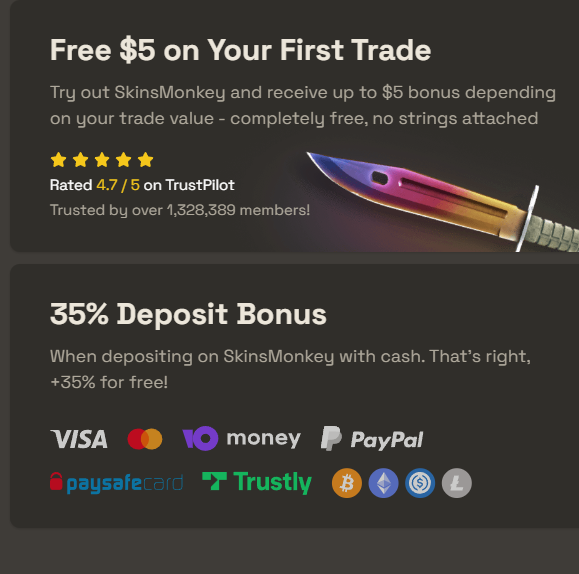 Free $5 on Your First Trade
Try out SkinsMonkey and receive up to $5 bonus depending
on your trade value - completely free, no strings attached
Rated 4.7 / 5 on TrustPilot
Trusted by over 1,328,389 members!
35% Deposit Bonus
When depositing on SkinsMonkey with cash. That's right,
+35% for free!
VISA ЮO money PayPal
paysafecard Trustly